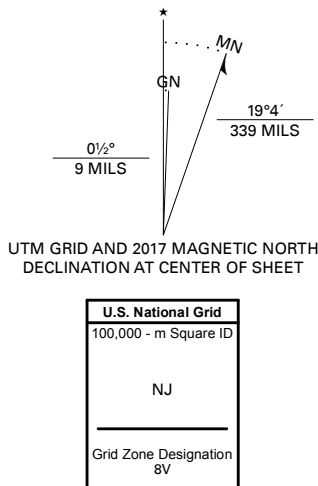 ★
MN
GN
19°4´
339 MILS
0½°
9 MILS
UTM GRID AND 2017 MAGNETIC NORTH
DECLINATION AT CENTER OF SHEET
U.S. National Grid
100,000 - m Square ID
NJ
Grid Zone Designation
8V